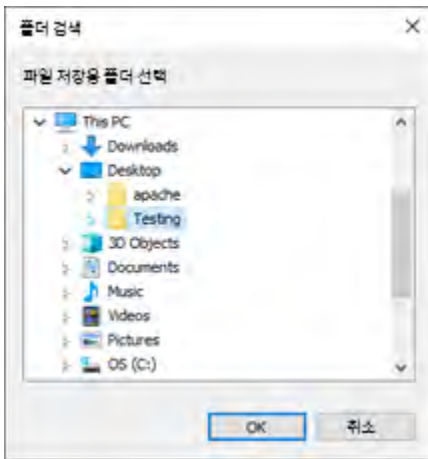 폴더 검색
파일 저장용 폴더 선택
This PC
Downloads
Desktop
apache
Testing
3D Objects
Documents
Music
Videos
Pictures
OS (C:)
OK
취소